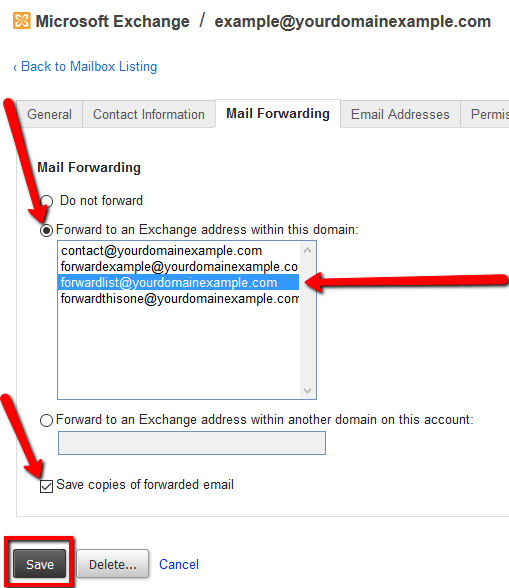 Microsoft Exchange / example@yourdomainexample.com
‹ Back to Mailbox Listing
General Contact Information Mail Forwarding Email Addresses Permis
Mail Forwarding
Do not forward
Forward to an Exchange address within this domain:
contact@yourdomainexample.com
forwardexample@yourdomainexample.co
forwardlist@yourdomainexample.com
forwardthisone@yourdomainexample.com
Forward to an Exchange address within another domain on this account:
Save copies of forwarded email
Save Delete... Cancel